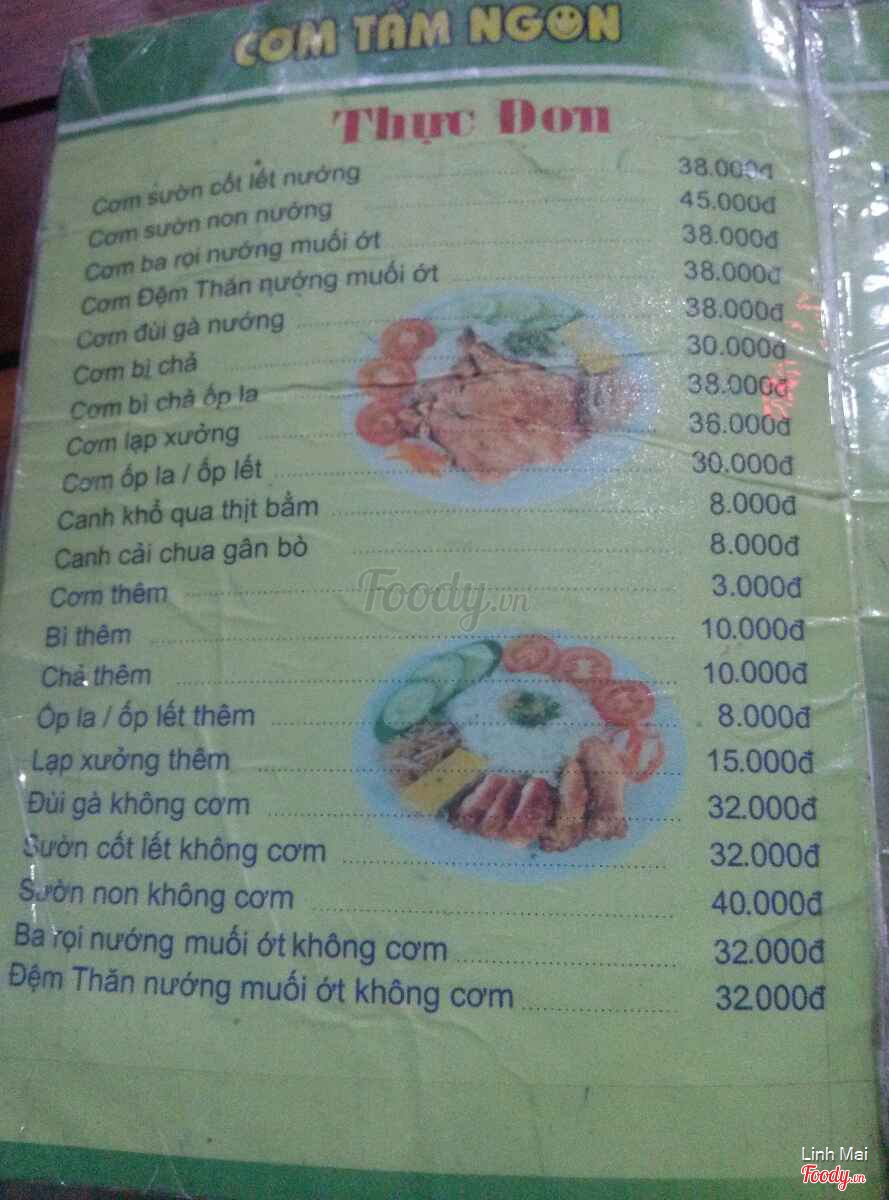 CƠM TẤM NGON
Thực Đơn
Cơm sườn cốt lết nướng 38.000đ
Cơm sườn non nướng 45.000đ
Cơm ba rọi nướng muối ớt 38.000đ
Cơm Đệm Thăn nướng muối ớt 38.000đ
Cơm đùi gà nướng 38.000đ
Cơm bì chả 30.000đ
Cơm bì chả ốp la 38.000đ
Cơm lạp xưởng 36.000đ
Cơm ốp la / ốp lết 30.000đ
Canh khổ qua thịt bằm 8.000đ
Canh cải chua gân bò 8.000đ
Cơm thêm 3.000đ
Bì thêm 10.000đ
Chả thêm 10.000đ
Ốp la / ốp lết thêm 8.000đ
Lạp xưởng thêm 15.000đ
Đùi gà không cơm 32.000đ
Sườn cốt lết không cơm 32.000đ
Sườn non không cơm 40.000đ
Ba rọi nướng muối ớt không cơm 32.000đ
Đệm Thăn nướng muối ớt không cơm 32.000đ
Foody.vn
Linh Mai
Foody.vn